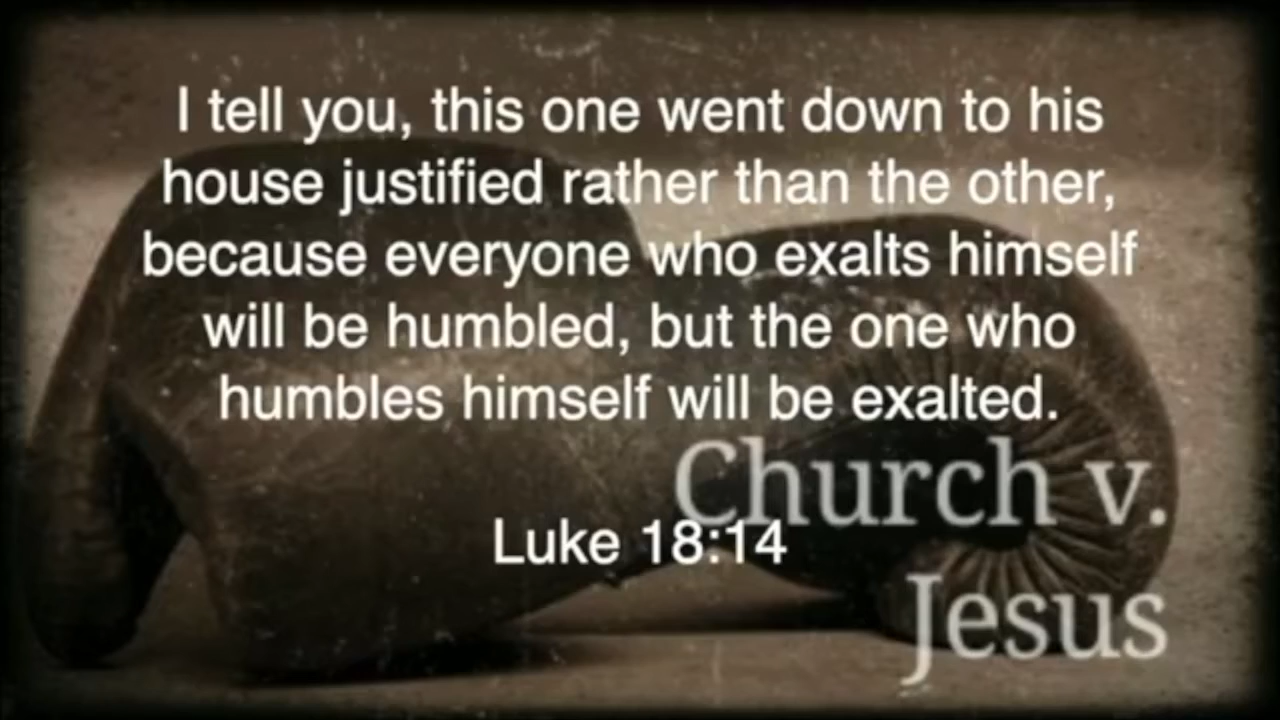 I tell you, this one went down to his
house justified rather than the other,
because everyone who exalts himself
will be humbled, but the one who
humbles himself will be exalted.
Church v.
Luke 18:14
Jesus